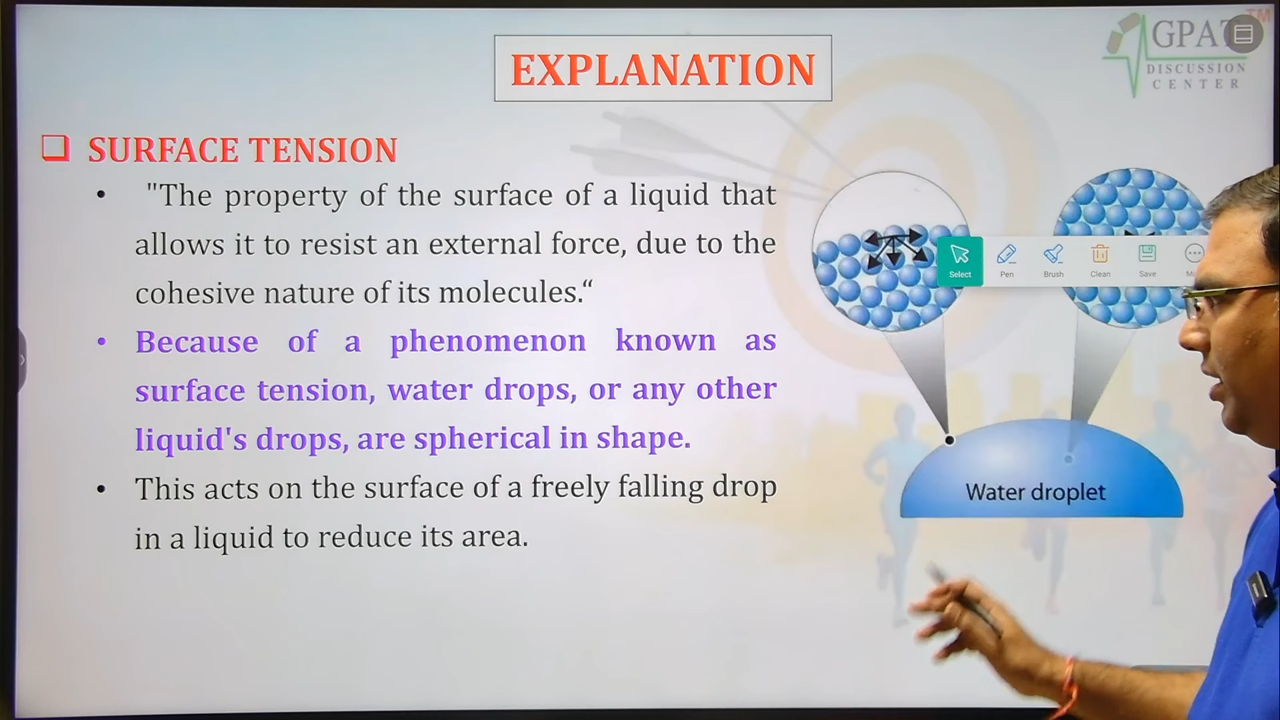 EXPLANATION
TM
GPAT
DISCUSSION
CENTER
❑ SURFACE TENSION
• "The property of the surface of a liquid that
allows it to resist an external force, due to the
cohesive nature of its molecules.“
• Because of a phenomenon known as
surface tension, water drops, or any other
liquid's drops, are spherical in shape.
• This acts on the surface of a freely falling drop
in a liquid to reduce its area.
Select Pen Brush Clean Save
Water droplet